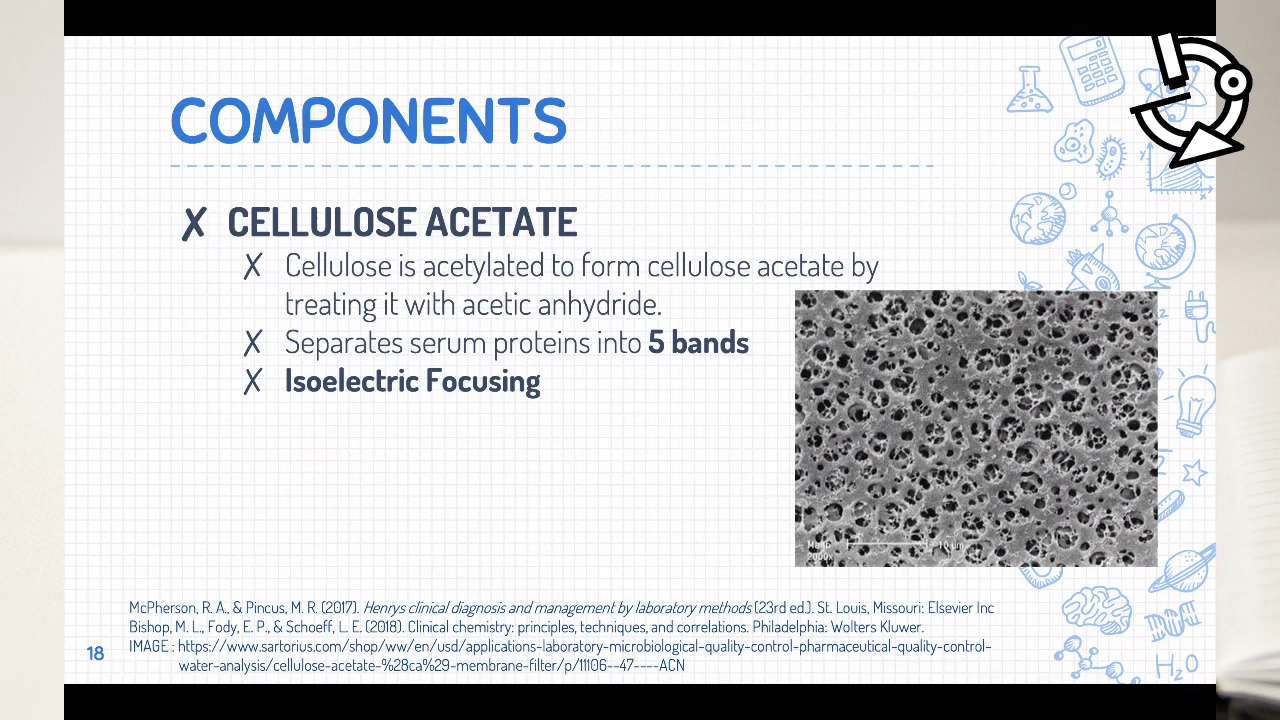 COMPONENTS
✗ CELLULOSE ACETATE
✗ Cellulose is acetylated to form cellulose acetate by
treating it with acetic anhydride.
✗ Separates serum proteins into 5 bands
✗ Isoelectric Focusing
10 µm
2000x
McPherson, R. A., & Pincus, M. R. (2017). Henrys clinical diagnosis and management by laboratory methods (23rd ed.). St. Louis, Missouri: Elsevier Inc
Bishop, M. L., Fody, E. P., & Schoeff, L. E. (2018). Clinical chemistry: principles, techniques, and correlations. Philadelphia: Wolters Kluwer.
IMAGE : https://www.sartorius.com/shop/ww/en/usd/applications-laboratory-microbiological-quality-control-pharmaceutical-quality-control-
water-analysis/cellulose-acetate-%28ca%29-membrane-filter/p/11106--47----ACN
18
H₂O